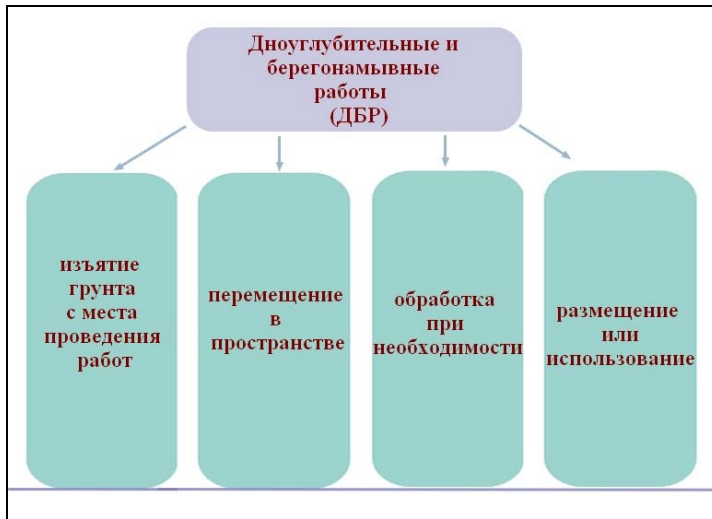 Дноуглубительные и
берегонамывные
работы
(ДБР)
изъятие
грунта
с места
проведения
работ
перемещение
в
пространстве
обработка
при
необходимости
размещение
или
использование